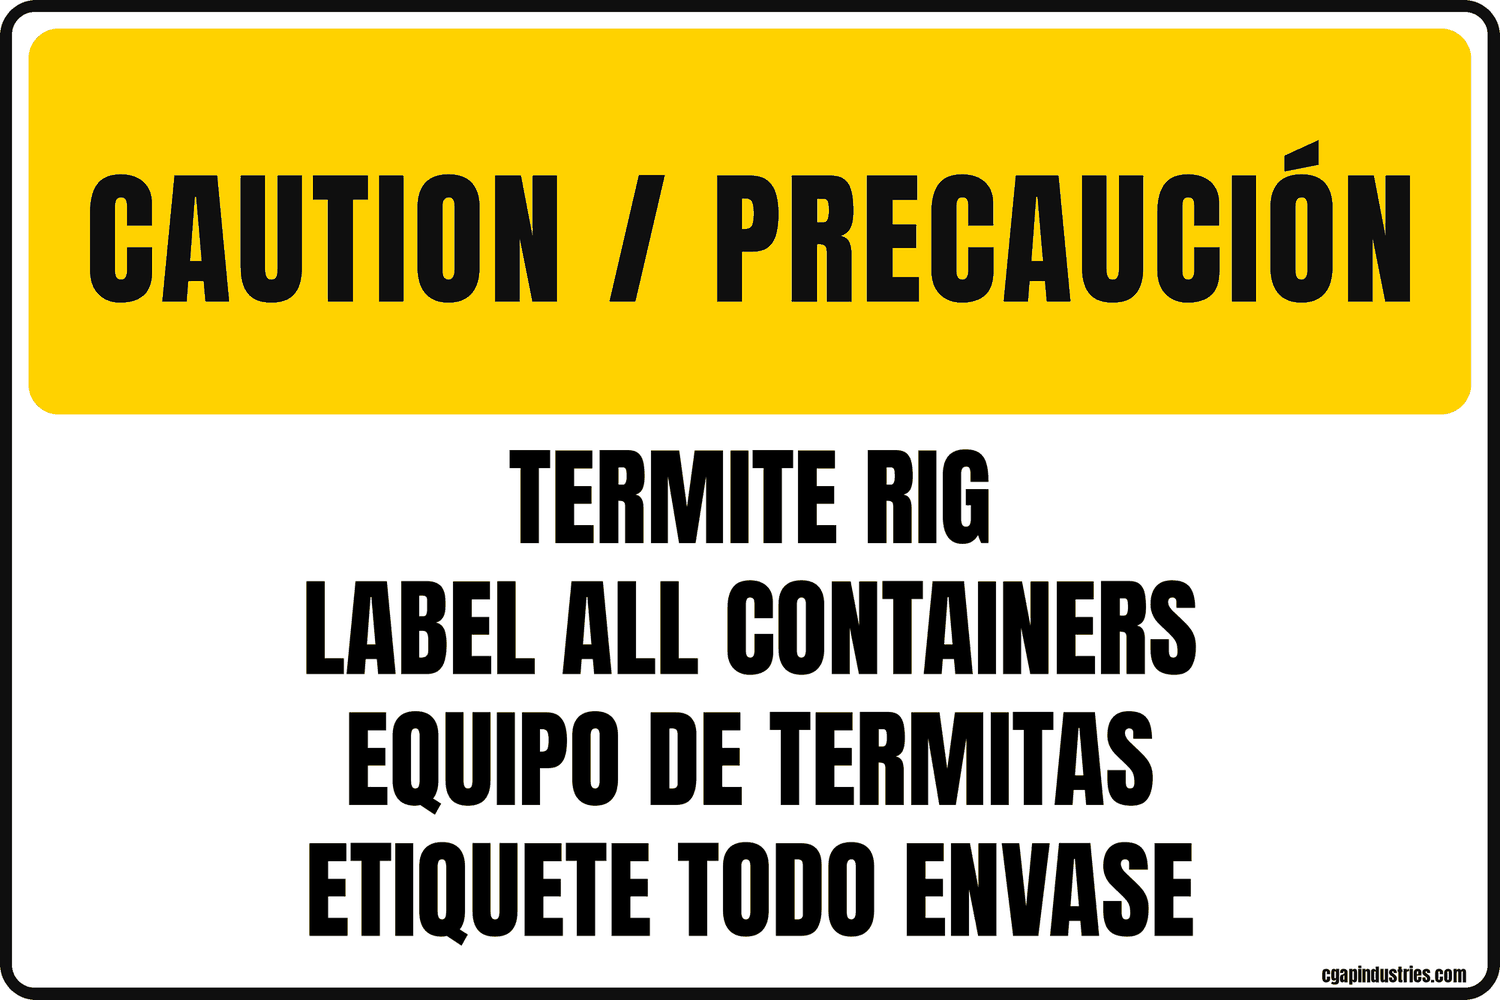 CAUTION / PRECAUCIÓN
TERMITE RIG
LABEL ALL CONTAINERS
EQUIPO DE TERMITAS
ETIQUETE TODO ENVASE
cgapindustries.com